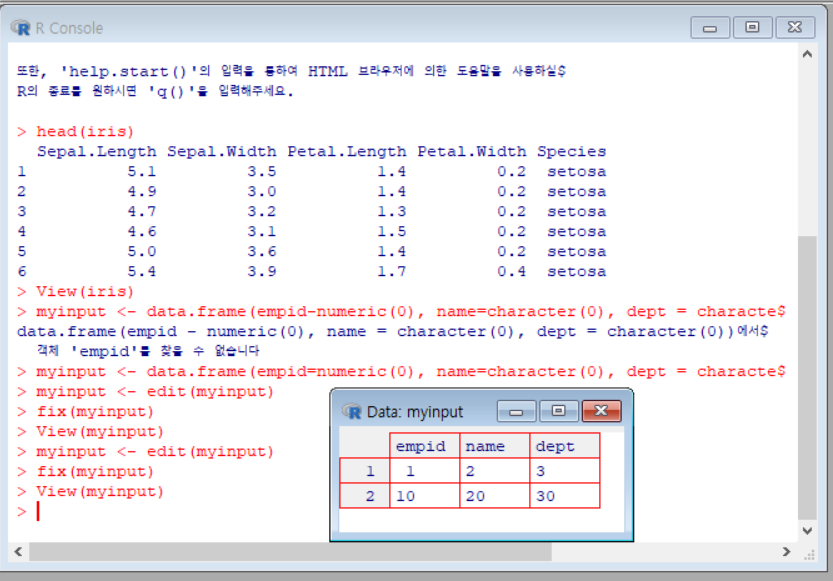 R Console
또한, 'help.start()'의 입력을 통하여 HTML 브라우저에 의한 도움말을 사용하실$
R의 종료를 원하시면 'q()'을 입력해주세요.
> head(iris)
Sepal.Length Sepal.Width Petal.Length Petal.Width Species
1 5.1 3.5 1.4 0.2 setosa
2 4.9 3.0 1.4 0.2 setosa
3 4.7 3.2 1.3 0.2 setosa
4 4.6 3.1 1.5 0.2 setosa
5 5.0 3.6 1.4 0.2 setosa
6 5.4 3.9 1.7 0.4 setosa
> View(iris)
> myinput <- data.frame(empid-numeric(0), name=character(0), dept = characte$
data.frame(empid - numeric(0), name = character(0), dept = character(0))에서$
객체 'empid'를 찾을 수 없습니다
> myinput <- data.frame(empid=numeric(0), name=character(0), dept = characte$
> myinput <- edit(myinput)
> fix(myinput)
> View(myinput)
> myinput <- edit(myinput)
> fix(myinput)
> View(myinput)
>
Data: myinput
empid name dept
1 1 2 3
2 10 20 30